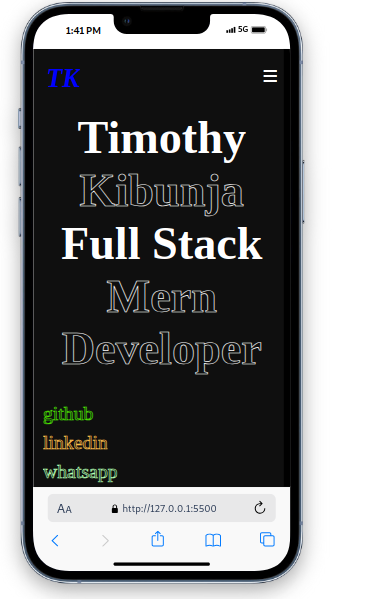 1:41 PM
5G
TK
Timothy
Kibunja
Full Stack
Mern
Developer
github
linkedin
whatsapp
AA
http://127.0.0.1:5500